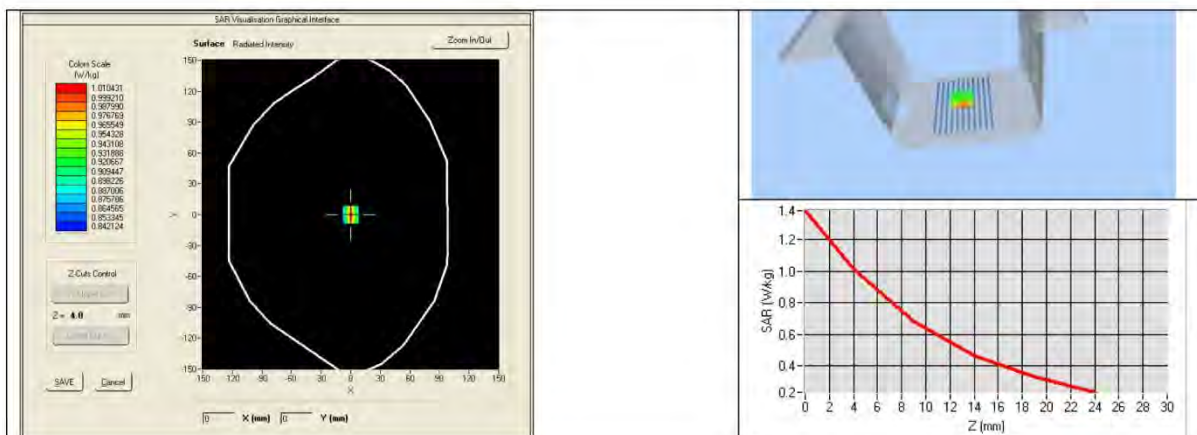 SAR Visualisation Graphical Interface
Surface Radiated Intensity
Zoom In/Out
Colors Scale
(W/kg)
1.010431
0.999210
0.987990
0.976769
0.965549
0.954328
0.943108
0.931888
0.920667
0.909447
0.898226
0.887006
0.875786
0.864565
0.853345
0.842124
150
120
90
60
30
0
-30
-60
-90
-120
-150
Y
-150 -120 -90 -60 -30 0 30 60 90 120 150
X
Z-Cuts Control
Z = 4.0 mm
SAVE
Cancel
0 X (mm) 0 Y (mm)
1.4
1.2
1.0
0.8
0.6
0.4
0.2
SAR (W/kg)
0 2 4 6 8 10 12 14 16 18 20 22 24 26 28 30
Z (mm)